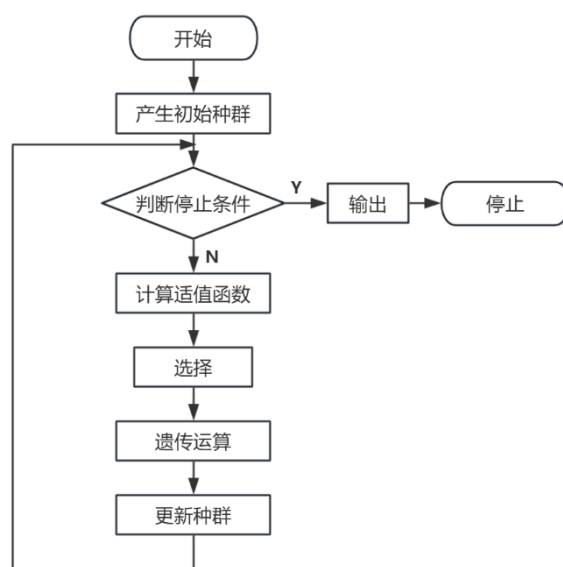 开始
产生初始种群
判断停止条件
Y
输出
停止
N
计算适值函数
选择
遗传运算
更新种群